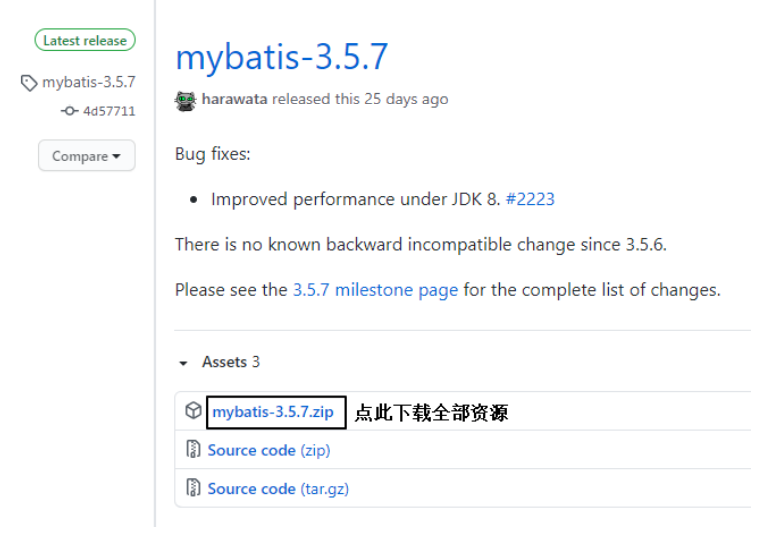 Latest release
mybatis-3.5.7
4d57711
Compare
mybatis-3.5.7
harawata released this 25 days ago
Bug fixes:
Improved performance under JDK 8. #2223
There is no known backward incompatible change since 3.5.6.
Please see the 3.5.7 milestone page for the complete list of changes.
Assets 3
mybatis-3.5.7.zip 点此下载全部资源
Source code (zip)
Source code (tar.gz)